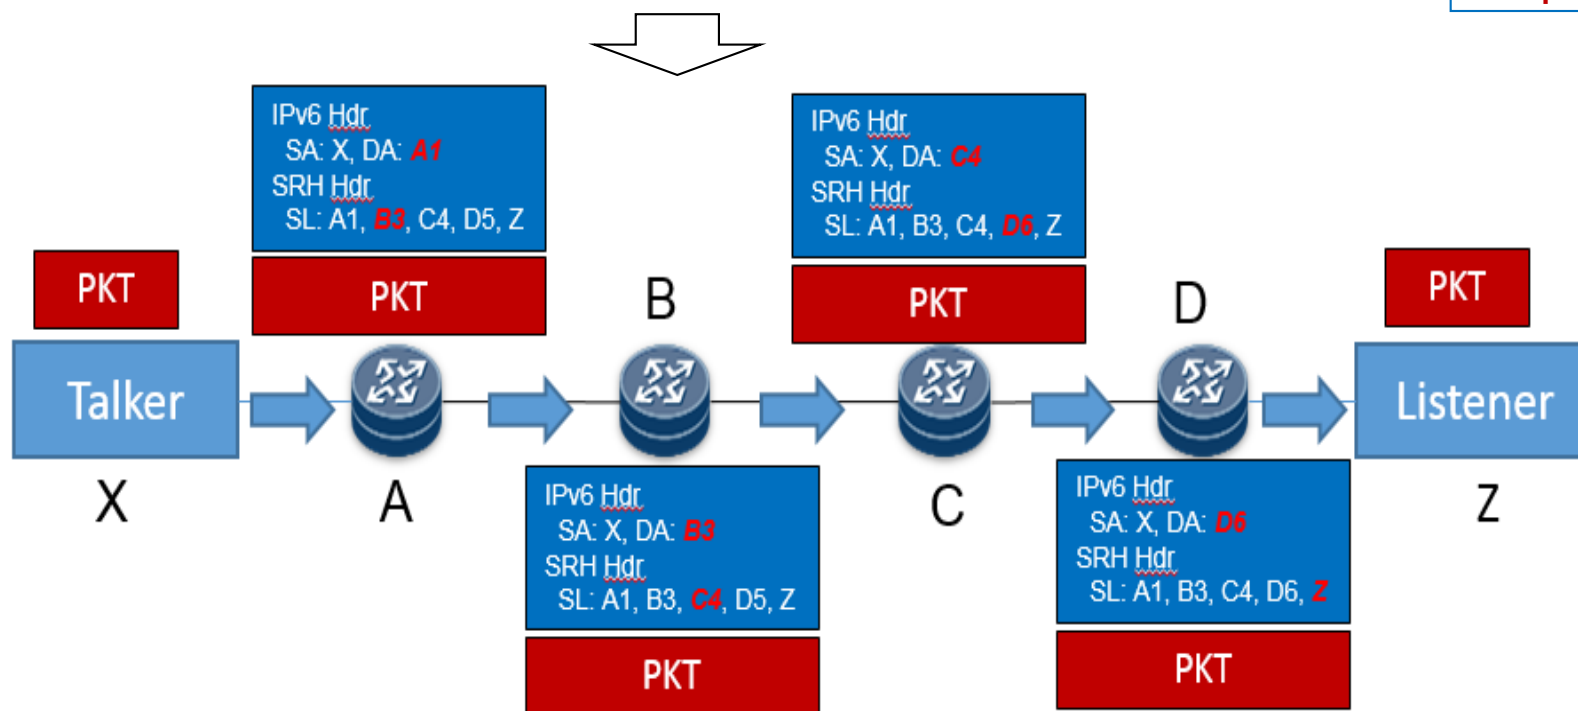 IPv6 Hdr
SA: X, DA: A1
SRH Hdr
SL: A1, B3, C4, D5, Z
PKT
IPv6 Hdr
SA: X, DA: C4
SRH Hdr
SL: A1, B3, C4, D6, Z
PKT
PKT
B
D
PKT
Talker
Listener
X
A
C
Z
IPv6 Hdr
SA: X, DA: B3
SRH Hdr
SL: A1, B3, C4, D5, Z
PKT
IPv6 Hdr
SA: X, DA: D6
SRH Hdr
SL: A1, B3, C4, D6, Z
PKT